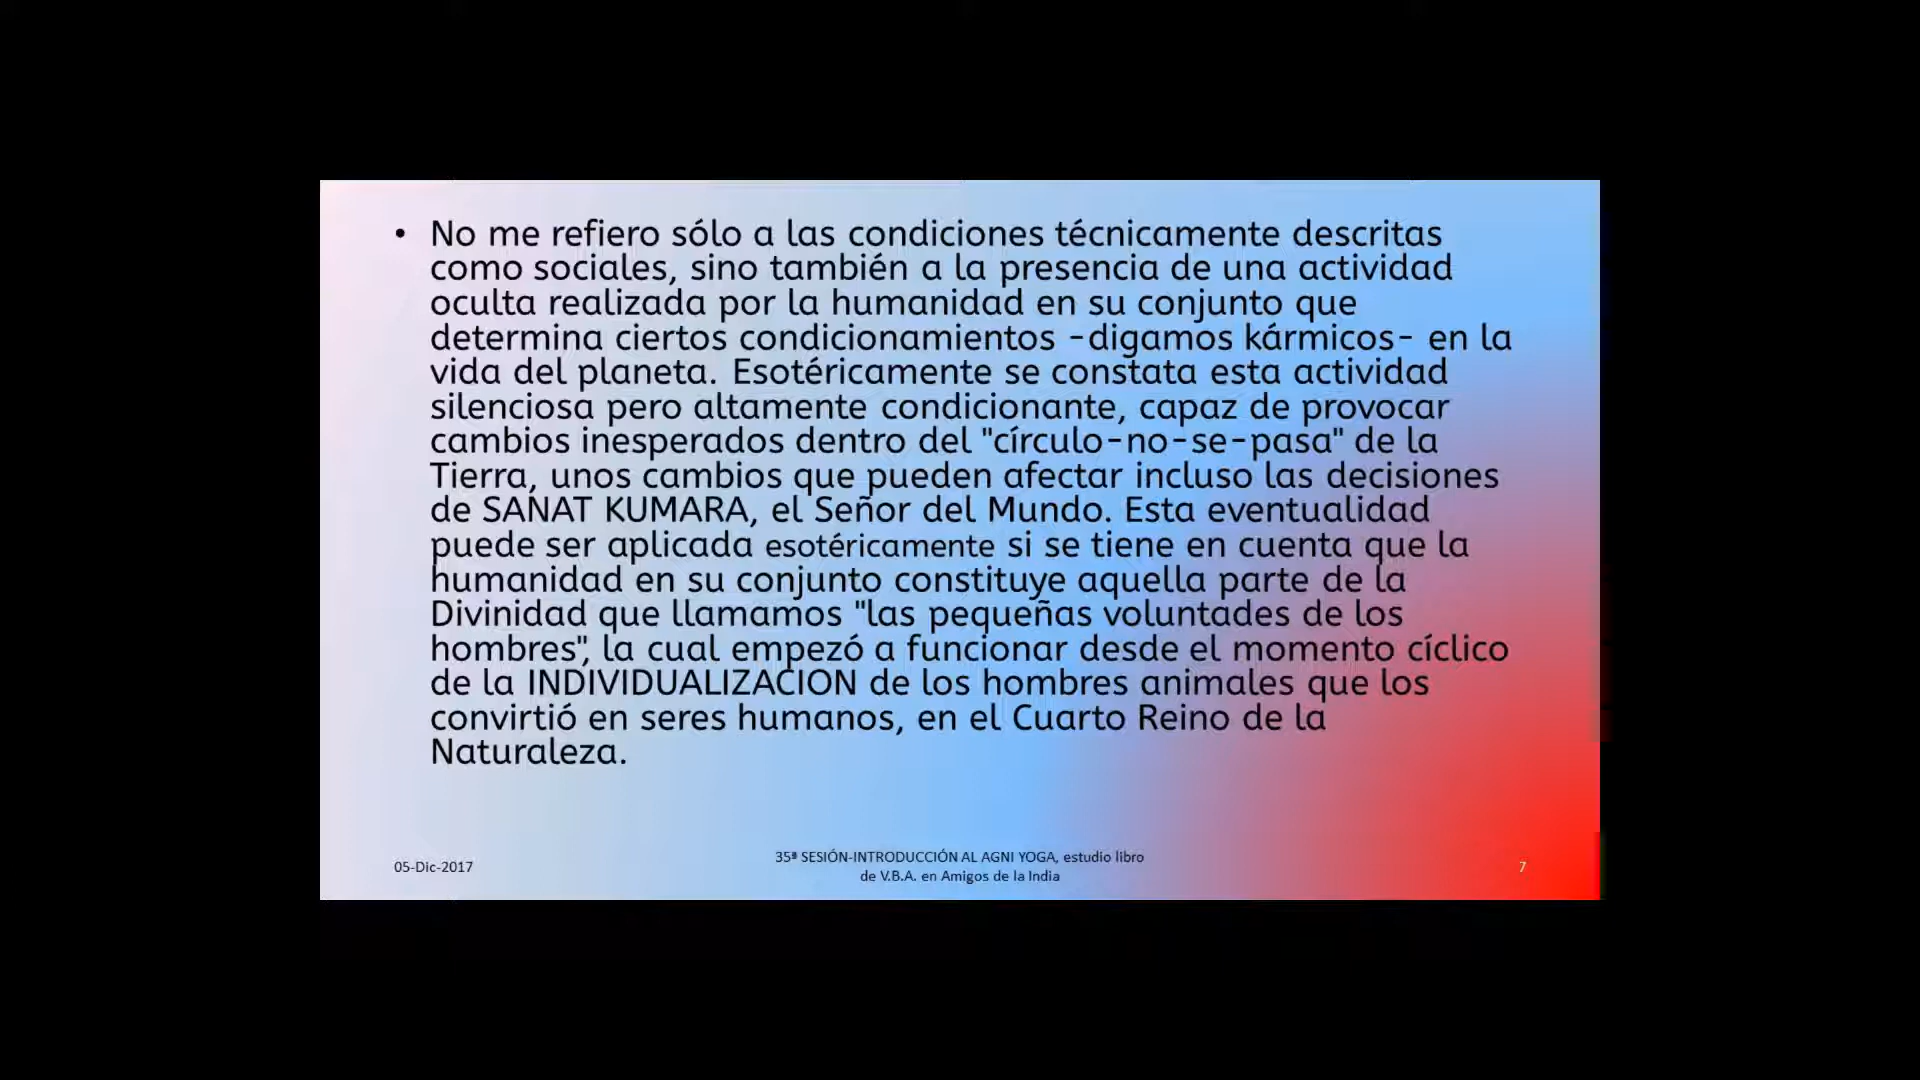 • No me refiero sólo a las condiciones técnicamente descritas
como sociales, sino también a la presencia de una actividad
oculta realizada por la humanidad en su conjunto que
determina ciertos condicionamientos -digamos kármicos- en la
vida del planeta. Esotéricamente se constata esta actividad
silenciosa pero altamente condicionante, capaz de provocar
cambios inesperados dentro del "círculo-no-se-pasa" de la
Tierra, unos cambios que pueden afectar incluso las decisiones
de SANAT KUMARA, el Señor del Mundo. Esta eventualidad
puede ser aplicada esotéricamente si se tiene en cuenta que la
humanidad en su conjunto constituye aquella parte de la
Divinidad que llamamos "las pequeñas voluntades de los
hombres", la cual empezó a funcionar desde el momento cíclico
de la INDIVIDUALIZACION de los hombres animales que los
convirtió en seres humanos, en el Cuarto Reino de la
Naturaleza.
05-Dic-2017
35ª SESIÓN-INTRODUCCIÓN AL AGNI YOGA, estudio libro
de V.B.A. en Amigos de la India
7